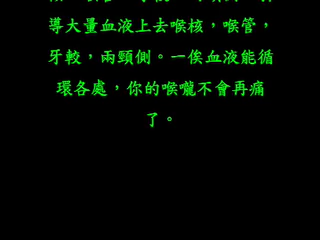 導大量血液上去喉核，喉管，
牙較，兩頸側。一俟血液能循
環各處，你的喉嚨不會再痛
了。